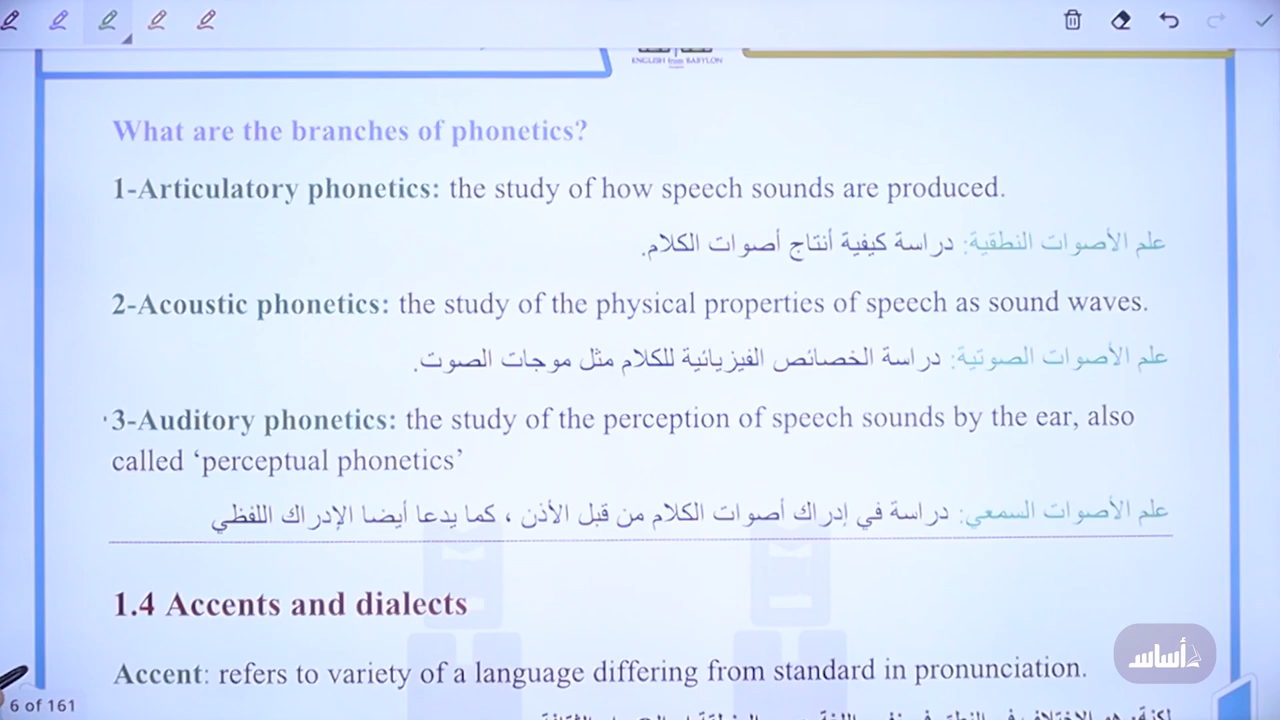 ENGLISH from BABYLON
What are the branches of phonetics?
1-Articulatory phonetics: the study of how speech sounds are produced.
علم الأصوات النطقية: دراسة كيفية أنتاج أصوات الكلام.
2-Acoustic phonetics: the study of the physical properties of speech as sound waves.
علم الأصوات الصوتية: دراسة الخصائص الفيزيائية للكلام مثل موجات الصوت.
3-Auditory phonetics: the study of the perception of speech sounds by the ear, also
called ‘perceptual phonetics’
علم الأصوات السمعي: دراسة في إدراك أصوات الكلام من قبل الأذن ، كما يدعا أيضا الإدراك اللفظي
1.4 Accents and dialects
Accent: refers to variety of a language differing from standard in pronunciation.
أساس
6 of 161